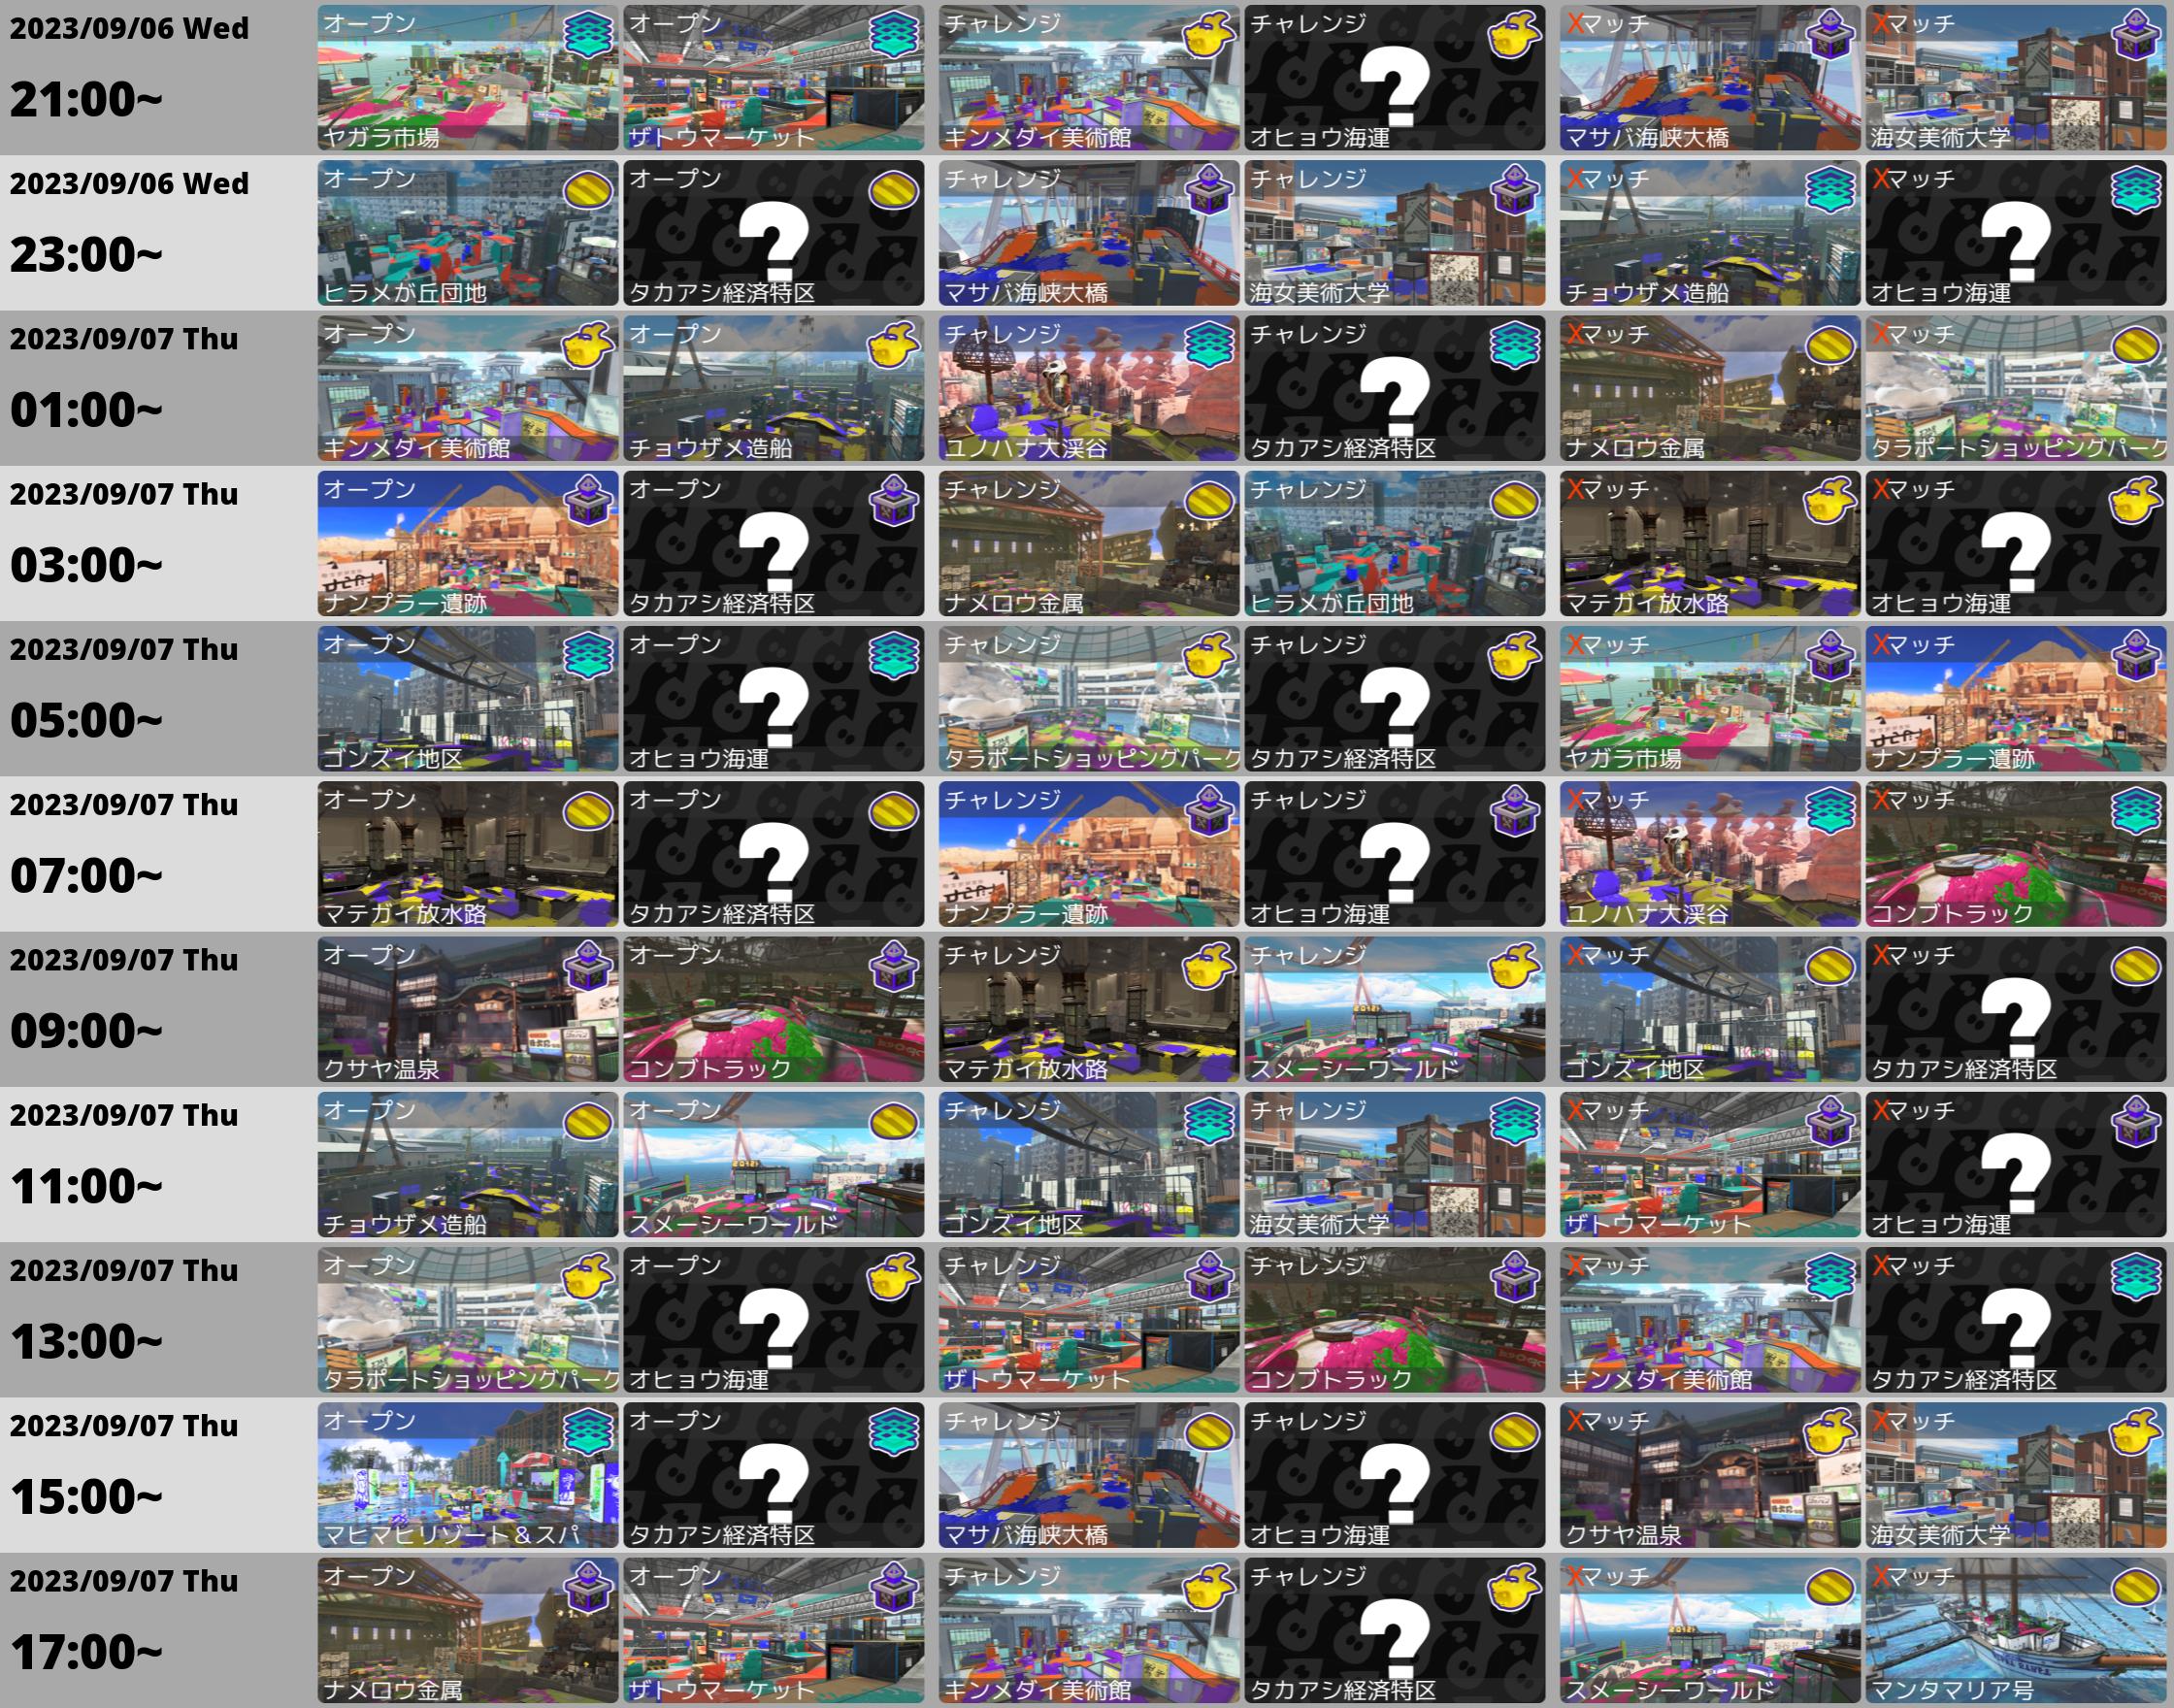 2023/09/06 Wed
21:00~
オープン
ヤガラ市場
オープン
ザトウマーケット
チャレンジ
キンメダイ美術館
チャレンジ
オヒョウ海運
Xマッチ
マサバ海峡大橋
Xマッチ
海女美術大学
2023/09/06 Wed
23:00~
オープン
ヒラメが丘団地
オープン
タカアシ経済特区
チャレンジ
マサバ海峡大橋
チャレンジ
海女美術大学
Xマッチ
チョウザメ造船
Xマッチ
オヒョウ海運
2023/09/07 Thu
01:00~
オープン
キンメダイ美術館
オープン
チョウザメ造船
チャレンジ
ユノハナ大渓谷
チャレンジ
タカアシ経済特区
Xマッチ
ナメロウ金属
Xマッチ
タラポートショッピングパーク
2023/09/07 Thu
03:00~
オープン
ナンプラー遺跡
オープン
タカアシ経済特区
チャレンジ
ナメロウ金属
チャレンジ
ヒラメが丘団地
Xマッチ
マテガイ放水路
Xマッチ
オヒョウ海運
2023/09/07 Thu
05:00~
オープン
ゴンズイ地区
オープン
オヒョウ海運
チャレンジ
タラポートショッピングパーク
チャレンジ
タカアシ経済特区
Xマッチ
ヤガラ市場
Xマッチ
ナンプラー遺跡
2023/09/07 Thu
07:00~
オープン
マテガイ放水路
オープン
タカアシ経済特区
チャレンジ
ナンプラー遺跡
チャレンジ
オヒョウ海運
Xマッチ
ユノハナ大渓谷
Xマッチ
コンブトラック
2023/09/07 Thu
09:00~
オープン
クサヤ温泉
オープン
コンブトラック
チャレンジ
マテガイ放水路
チャレンジ
スメーシーワールド
Xマッチ
ゴンズイ地区
Xマッチ
タカアシ経済特区
2023/09/07 Thu
11:00~
オープン
チョウザメ造船
オープン
スメーシーワールド
チャレンジ
ゴンズイ地区
チャレンジ
海女美術大学
Xマッチ
ザトウマーケット
Xマッチ
オヒョウ海運
2023/09/07 Thu
13:00~
オープン
タラポートショッピングパーク
オープン
オヒョウ海運
チャレンジ
ザトウマーケット
チャレンジ
コンブトラック
Xマッチ
キンメダイ美術館
Xマッチ
タカアシ経済特区
2023/09/07 Thu
15:00~
オープン
マヒマヒリゾート＆スパ
オープン
タカアシ経済特区
チャレンジ
マサバ海峡大橋
チャレンジ
オヒョウ海運
Xマッチ
クサヤ温泉
Xマッチ
海女美術大学
2023/09/07 Thu
17:00~
オープン
ナメロウ金属
オープン
ザトウマーケット
チャレンジ
キンメダイ美術館
チャレンジ
タカアシ経済特区
Xマッチ
スメーシーワールド
Xマッチ
マンタマリア号